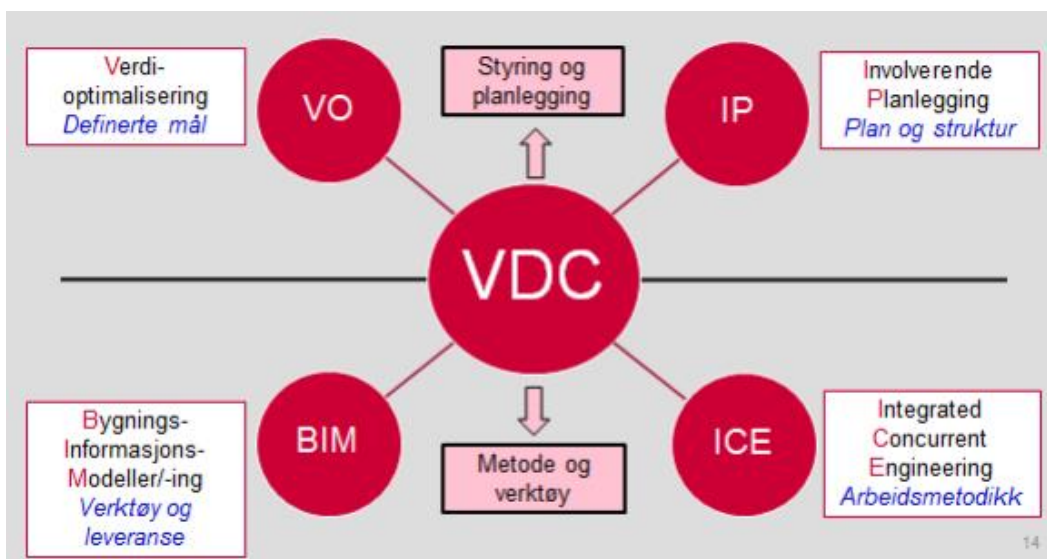 Verdi-
optimalisering
Definerte mål
VO
Styring og
planlegging
IP
Involverende
Planlegging
Plan og struktur
VDC
Bygnings-
Informasjons-
Modeller/-ing
Verktøy og
leveranse
BIM
Metode og
verktøy
ICE
Integrated
Concurrent
Engineering
Arbeidsmetodikk
14